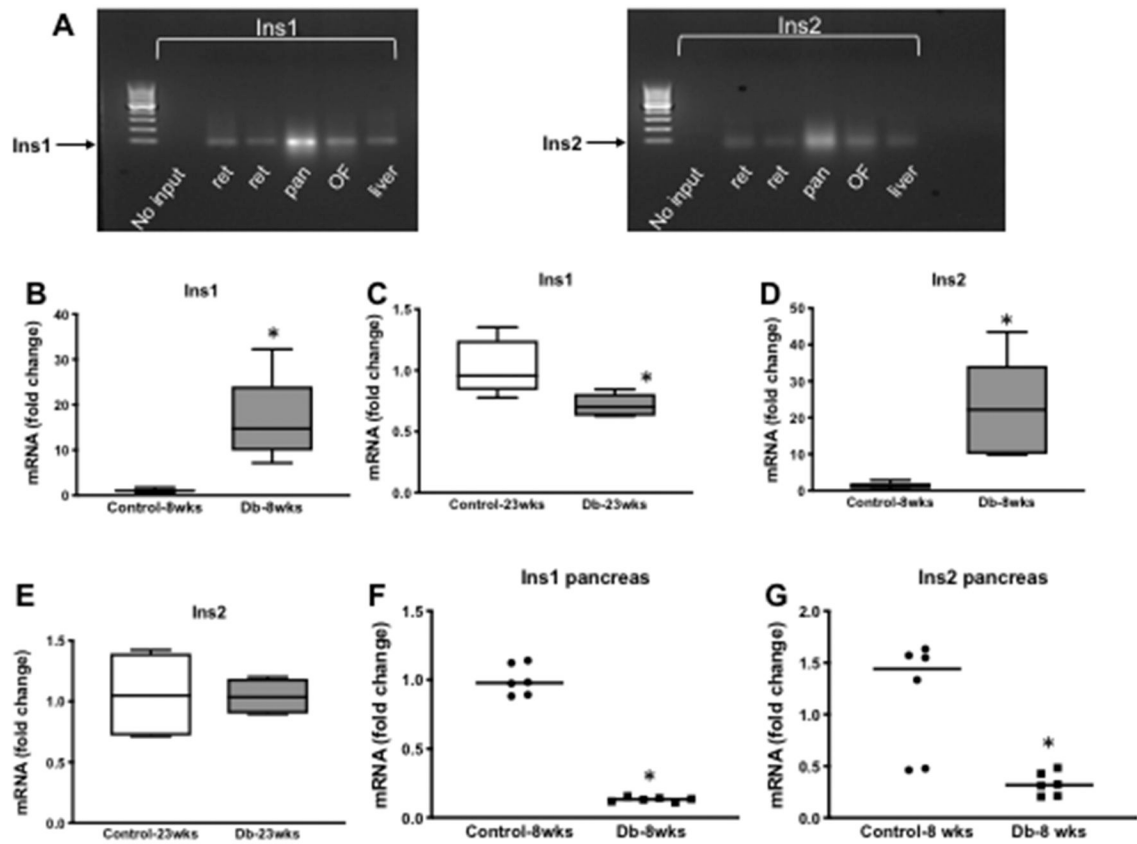 A
Ins1
Ins1
No input
ret
ret
pan
OF
liver
Ins2
Ins2
No input
ret
ret
pan
OF
liver
B
Ins1
mRNA (fold change)
40
30
20
10
0
Control-8wks
Db-8wks
*
C
Ins1
mRNA (fold change)
1.5
1.0
0.5
0.0
Control-23wks
Db-23wks
*
D
Ins2
mRNA (fold change)
50
40
30
20
10
0
Control-8wks
Db-8wks
*
E
Ins2
mRNA (fold change)
1.5
1.0
0.5
0.0
Control-23wks
Db-23wks
F
Ins1 pancreas
mRNA (fold change)
1.5
1.0
0.5
0.0
Control-8wks
Db-8wks
*
G
Ins2 pancreas
mRNA (fold change)
2.0
1.5
1.0
0.5
0.0
Control-8 wks
Db-8 wks
*